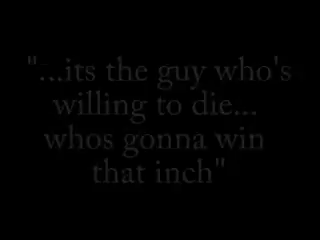 "...its the guy who's
willing to die...
whos gonna win
that inch"